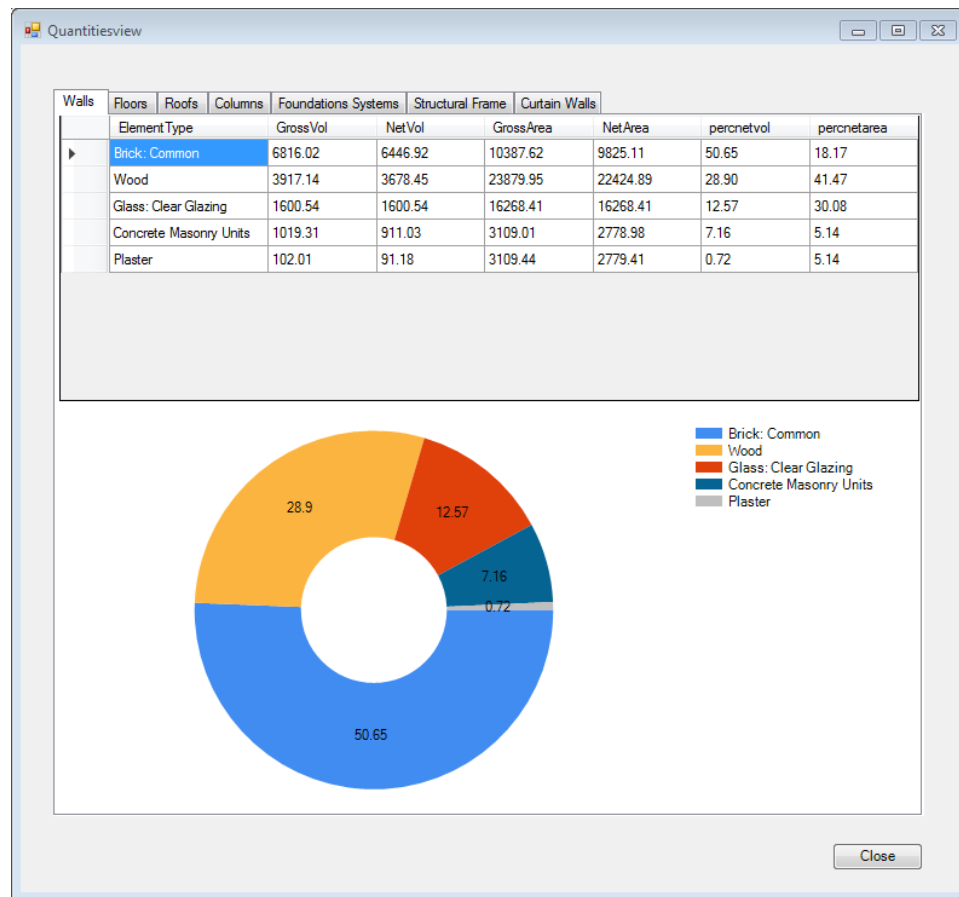 Quantitiesview
Walls Floors Roofs Columns Foundations Systems Structural Frame Curtain Walls
ElementType GrossVol NetVol GrossArea NetArea percnetvol percnetarea
Brick: Common 6816.02 6446.92 10387.62 9825.11 50.65 18.17
Wood 3917.14 3678.45 23879.95 22424.89 28.90 41.47
Glass: Clear Glazing 1600.54 1600.54 16268.41 16268.41 12.57 30.08
Concrete Masonry Units 1019.31 911.03 3109.01 2778.98 7.16 5.14
Plaster 102.01 91.18 3109.44 2779.41 0.72 5.14
Brick: Common
Wood
Glass: Clear Glazing
Concrete Masonry Units
Plaster
28.9
12.57
7.16
0.72
50.65
Close